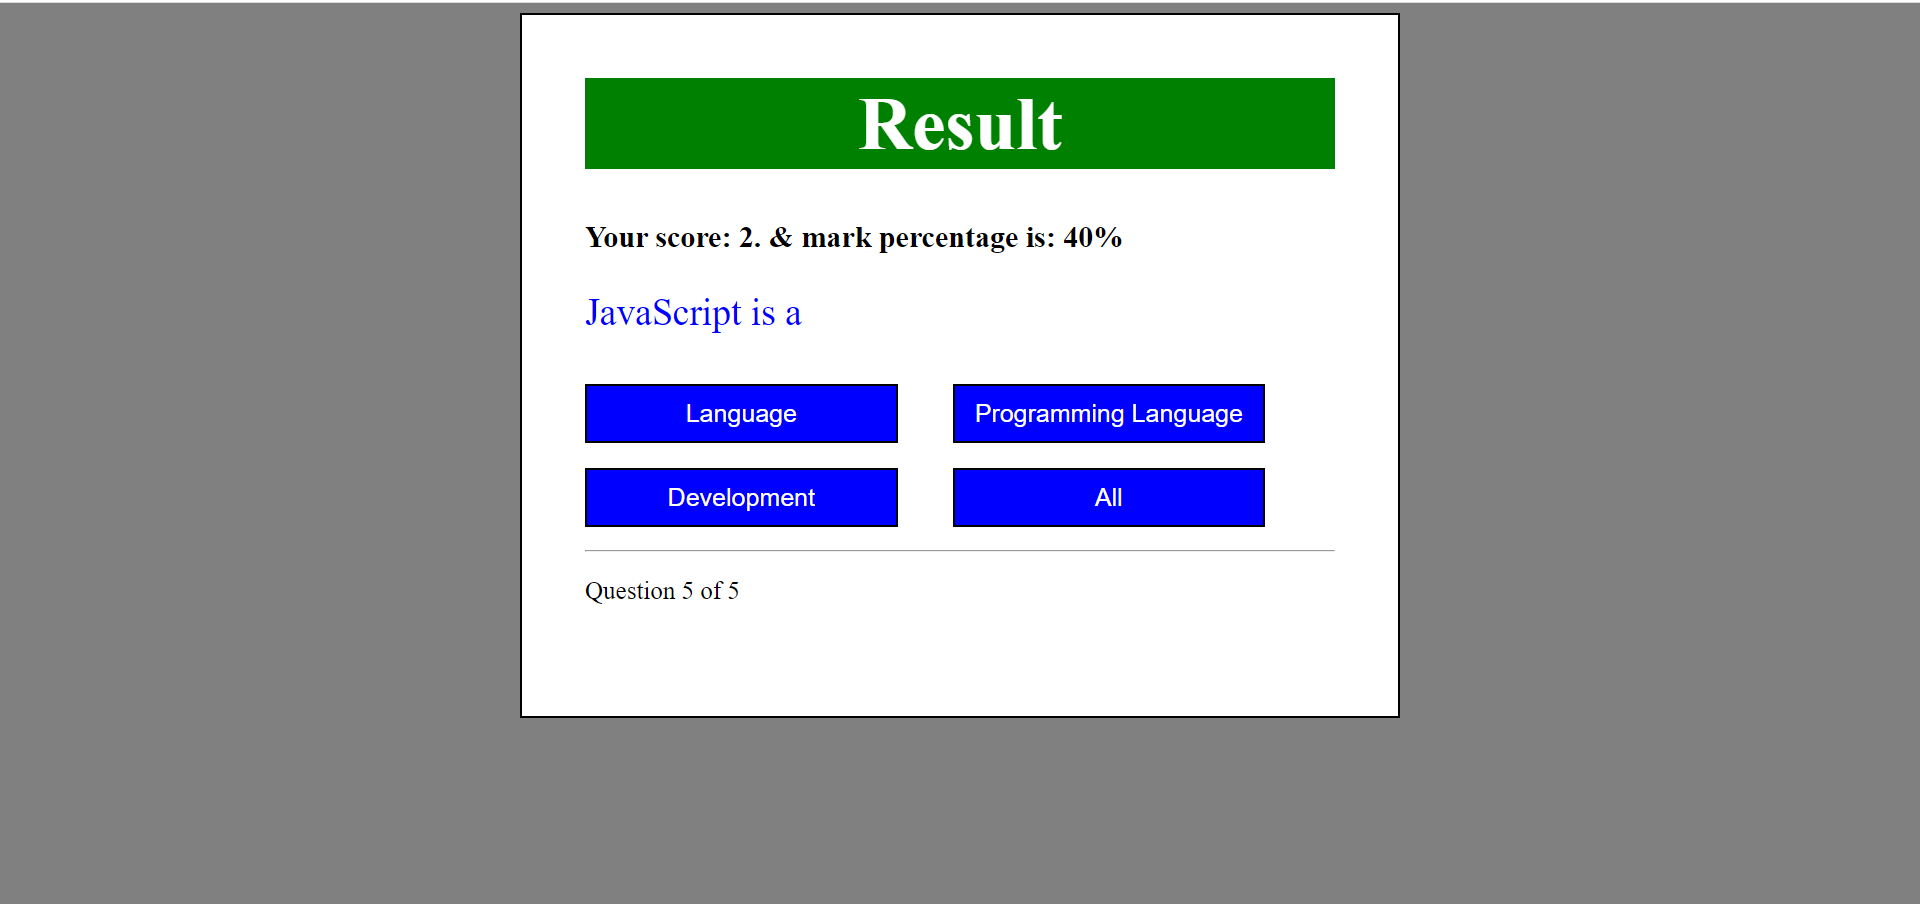 Result
Your score: 2. & mark percentage is: 40%
JavaScript is a
Language
Programming Language
Development
All
Question 5 of 5